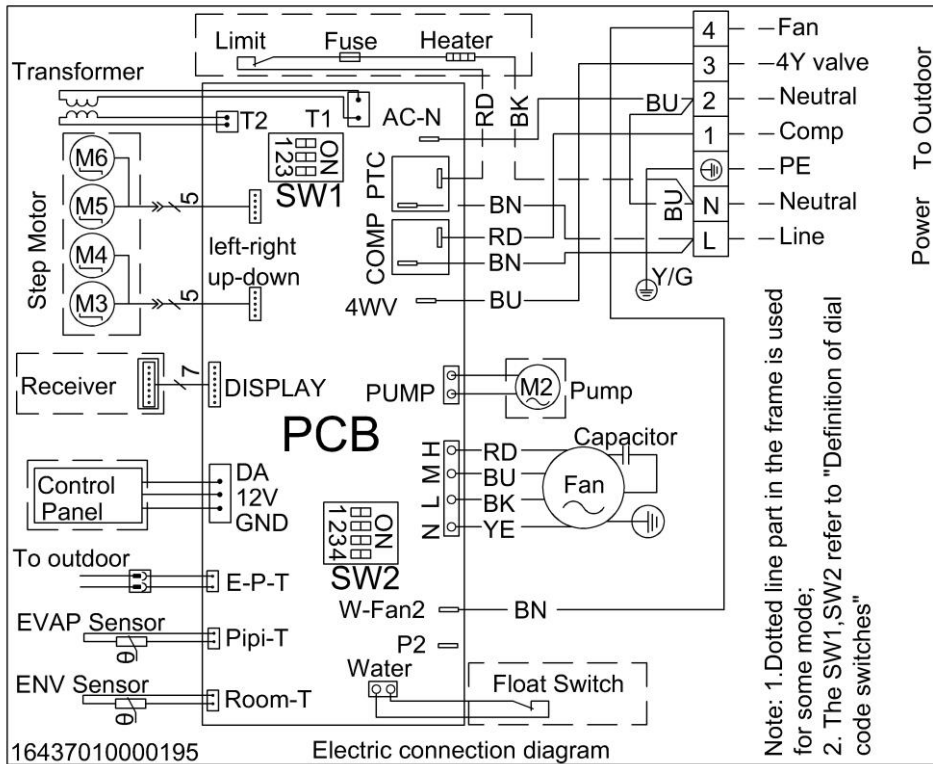 Limit
Fuse
Heater
Transformer
T2
T1
AC-N
RD
BK
BU
4
Fan
3
4Y valve
2
Neutral
1
Comp
PE
N
Neutral
L
Line
Power To Outdoor
M6
M5
M4
M3
Step Motor
5
5
left-right
up-down
ON
123
SW1
PTC
COMP
BN
RD
BN
BU
Y/G
4WV
BU
Receiver
7
DISPLAY
PUMP
M2
Pump
PCB
Control
Panel
DA
12V
GND
H
M
L
N
RD
BU
BK
YE
Fan
Capacitor
ON
1234
SW2
To outdoor
E-P-T
W-Fan2
BN
EVAP Sensor
θ
Pipi-T
P2
ENV Sensor
θ
Room-T
Water
Float Switch
Note: 1.Dotted line part in the frame is used
for some mode;
2. The SW1,SW2 refer to "Definition of dial
code switches"
16437010000195
Electric connection diagram